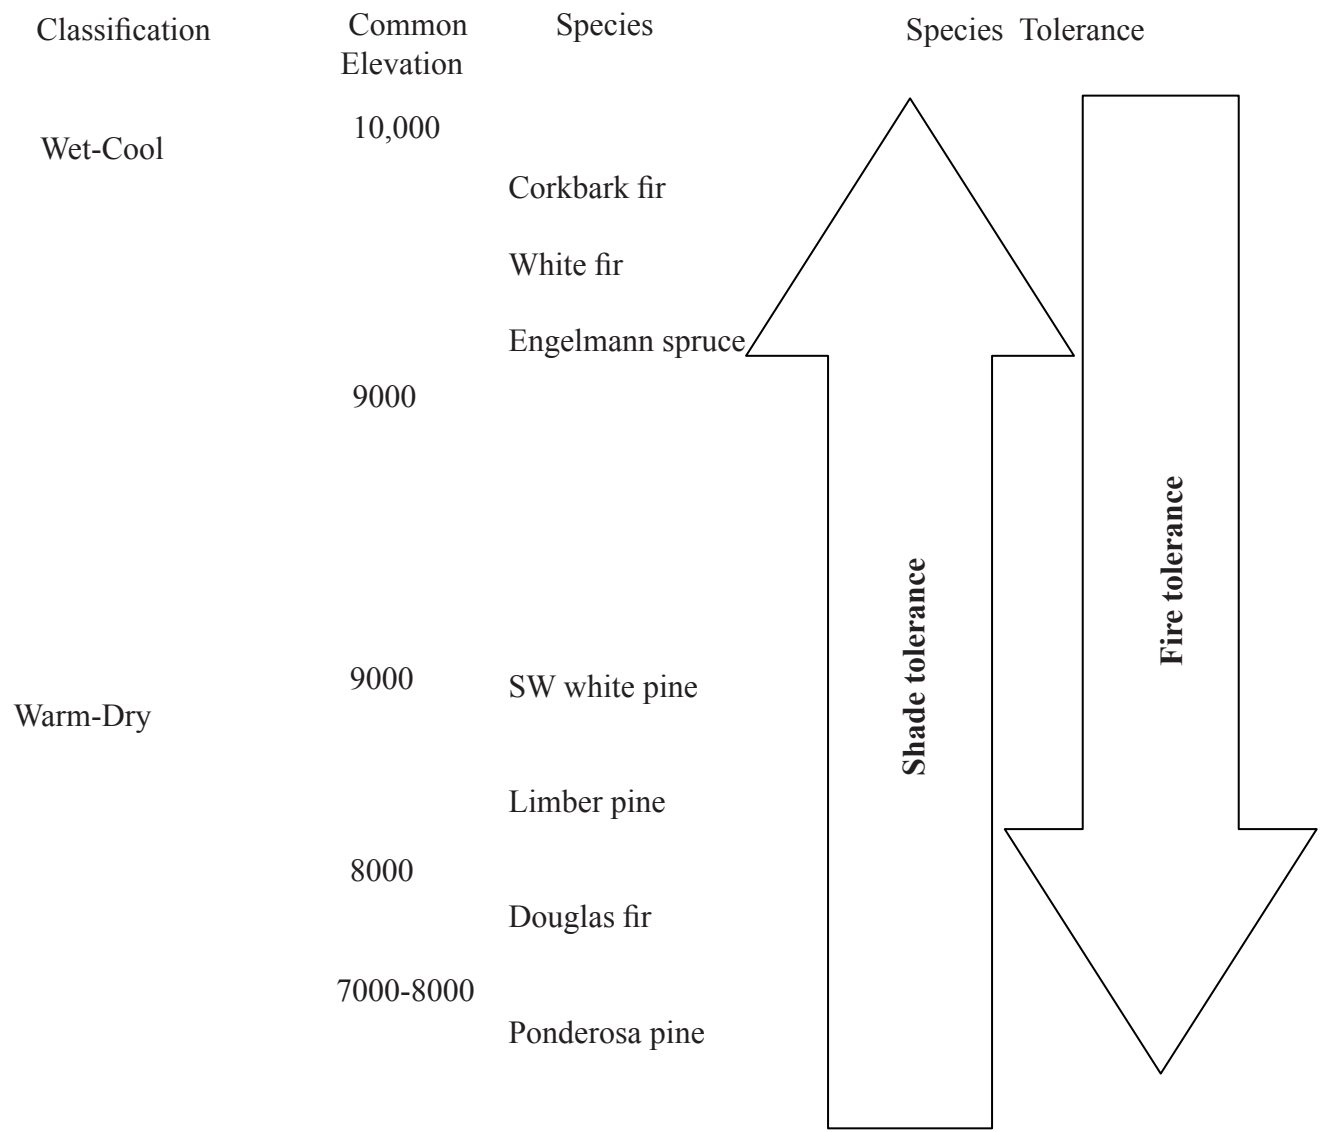 Classification
Common
Elevation
Species
Species Tolerance
Wet-Cool
10,000
Corkbark fir
White fir
Engelmann spruce
9000
Warm-Dry
9000
SW white pine
Limber pine
8000
Douglas fir
7000-8000
Ponderosa pine
Shade tolerance
Fire tolerance